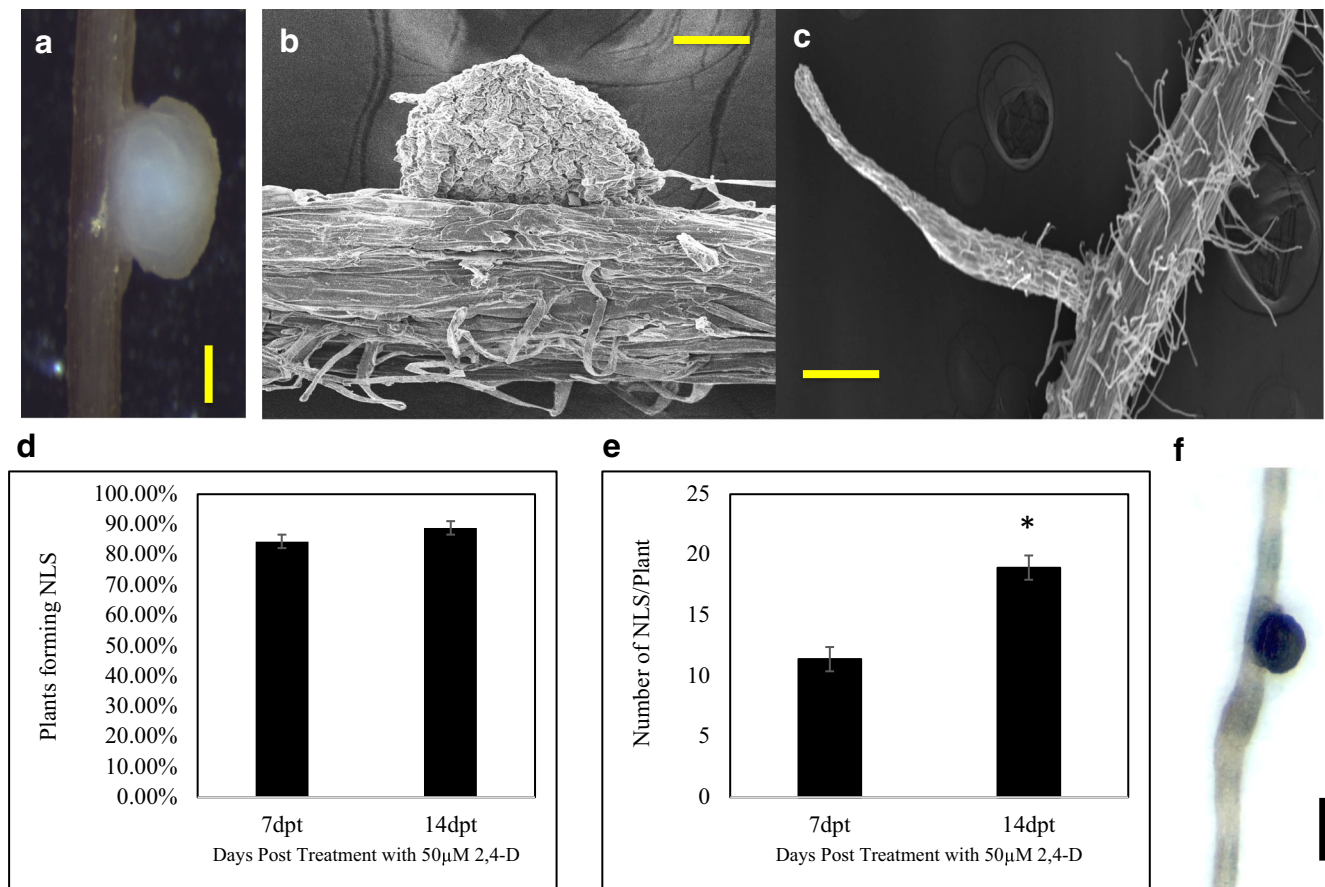 a
b
c
d
100.00%
90.00%
80.00%
70.00%
60.00%
50.00%
40.00%
30.00%
20.00%
10.00%
0.00%
Plants forming NLS
7dpt
14dpt
Days Post Treatment with 50µM 2,4-D
e
25
20
15
10
5
0
Number of NLS/Plant
*
7dpt
14dpt
Days Post Treatment with 50µM 2,4-D
f